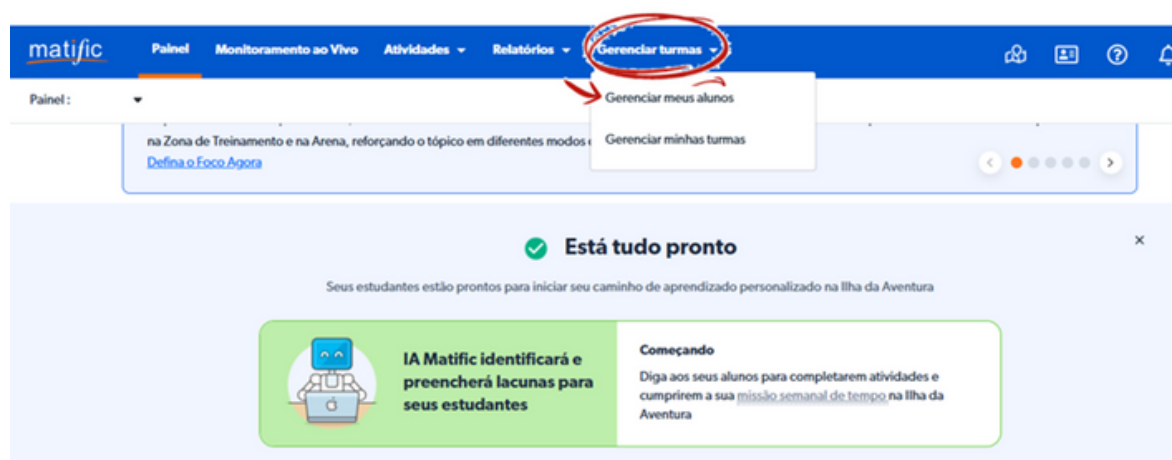 matific
Painel
Monitoramento ao Vivo
Atividades
Relatórios
Gerenciar turmas
Painel :
Gerenciar meus alunos
Gerenciar minhas turmas
na Zona de Treinamento e na Arena, reforçando o tópico em diferentes modos
Defina o Foco Agora
Está tudo pronto
Seus estudantes estão prontos para iniciar seu caminho de aprendizado personalizado na Ilha da Aventura
IA Matific identificará e
preencherá lacunas para
seus estudantes
Começando
Diga aos seus alunos para completarem atividades e
cumprirem a sua missão semanal de tempo na Ilha da
Aventura